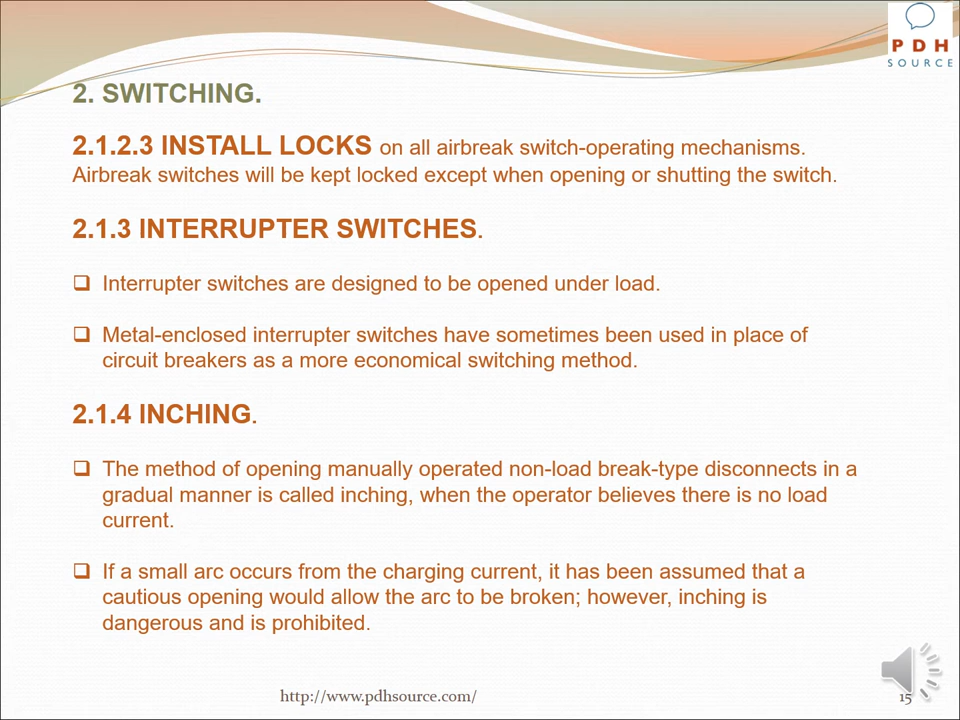 P D H
SOURCE
2. SWITCHING.
2.1.2.3 INSTALL LOCKS on all airbreak switch-operating mechanisms.
Airbreak switches will be kept locked except when opening or shutting the switch.
2.1.3 INTERRUPTER SWITCHES.
Interrupter switches are designed to be opened under load.
Metal-enclosed interrupter switches have sometimes been used in place of
circuit breakers as a more economical switching method.
2.1.4 INCHING.
The method of opening manually operated non-load break-type disconnects in a
gradual manner is called inching, when the operator believes there is no load
current.
If a small arc occurs from the charging current, it has been assumed that a
cautious opening would allow the arc to be broken; however, inching is
dangerous and is prohibited.
http://www.pdhsource.com/
15